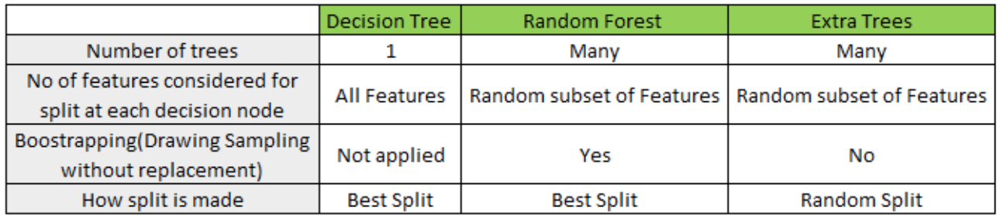 Decision Tree Random Forest Extra Trees
Number of trees 1 Many Many
No of features considered for
split at each decision node
All Features Random subset of Features Random subset of Features
Boostrapping(Drawing Sampling
without replacement)
Not applied Yes No
How split is made Best Split Best Split Random Split